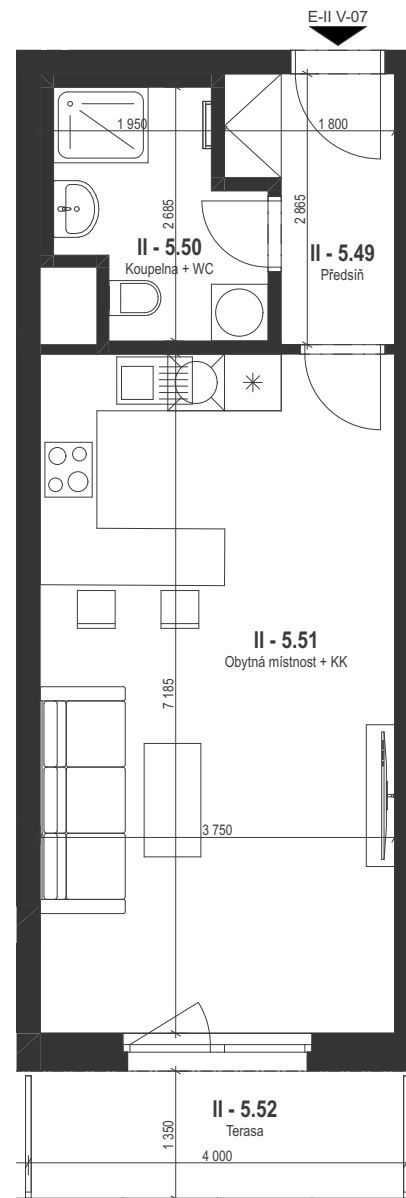 E-II V-07
1 950
1 800
2 685
2 865
II - 5.50
Koupelna + WC
II - 5.49
Předsíň
II - 5.51
Obytná místnost + KK
7 185
3 750
II - 5.52
Terasa
1 350
4 000